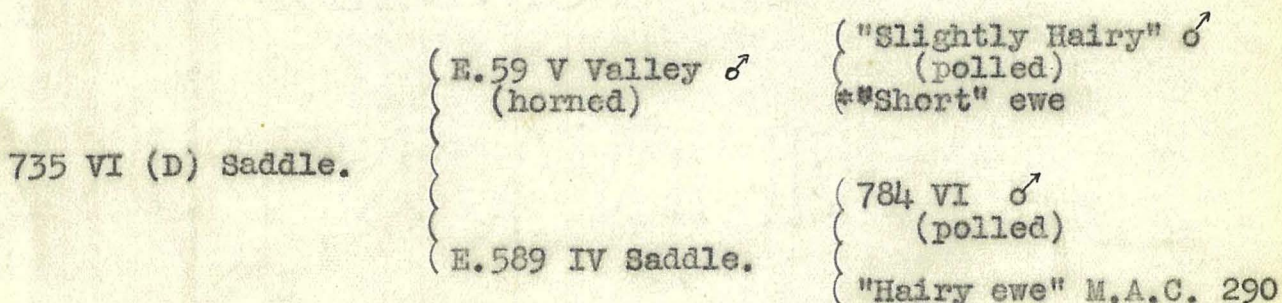 735 VI (D) Saddle.
E.59 V Valley ♂
(horned)
E.589 IV Saddle.
"Slightly Hairy" ♂
(polled)
*"Short" ewe
784 VI ♂
(polled)
"Hairy ewe" M.A.C. 290